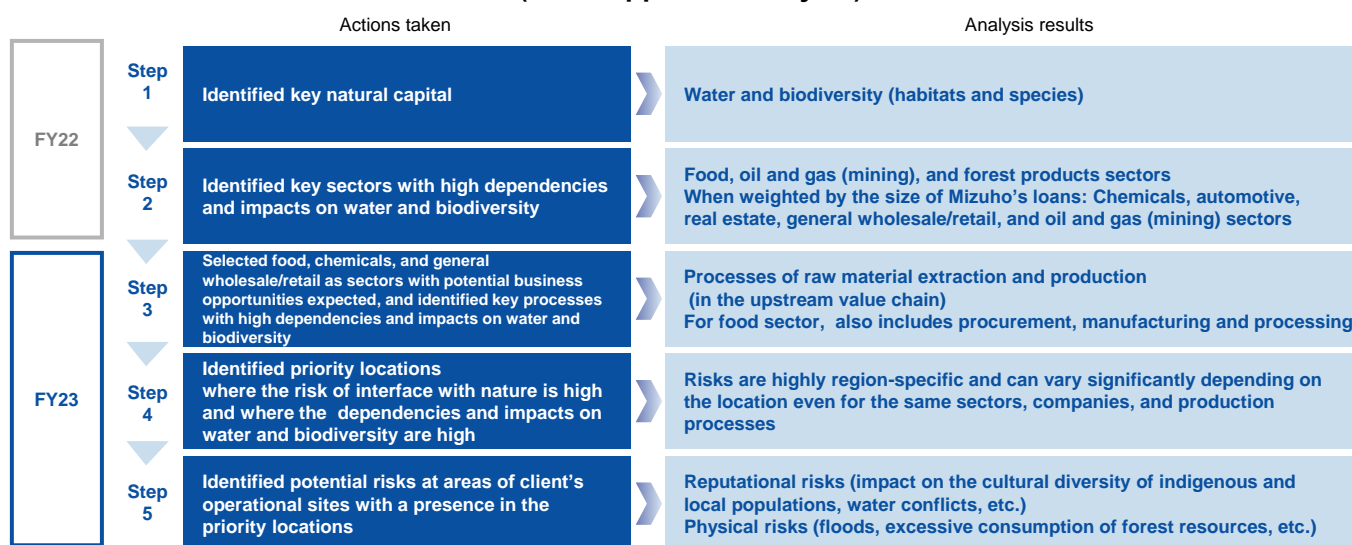 Actions taken
Analysis results
FY22
Step
1
Identified key natural capital
Water and biodiversity (habitats and species)
Step
2
Identified key sectors with high dependencies
and impacts on water and biodiversity
Food, oil and gas (mining), and forest products sectors
When weighted by the size of Mizuho's loans: Chemicals, automotive,
real estate, general wholesale/retail, and oil and gas (mining) sectors
FY23
Step
3
Selected food, chemicals, and general
wholesale/retail as sectors with potential business
opportunities expected, and identified key processes
with high dependencies and impacts on water and
biodiversity
Processes of raw material extraction and production
(in the upstream value chain)
For food sector, also includes procurement, manufacturing and processing
Step
4
Identified priority locations
where the risk of interface with nature is high
and where the dependencies and impacts on
water and biodiversity are high
Risks are highly region-specific and can vary significantly depending on
the location even for the same sectors, companies, and production
processes
Step
5
Identified potential risks at areas of client's
operational sites with a presence in the
priority locations
Reputational risks (impact on the cultural diversity of indigenous and
local populations, water conflicts, etc.)
Physical risks (floods, excessive consumption of forest resources, etc.)